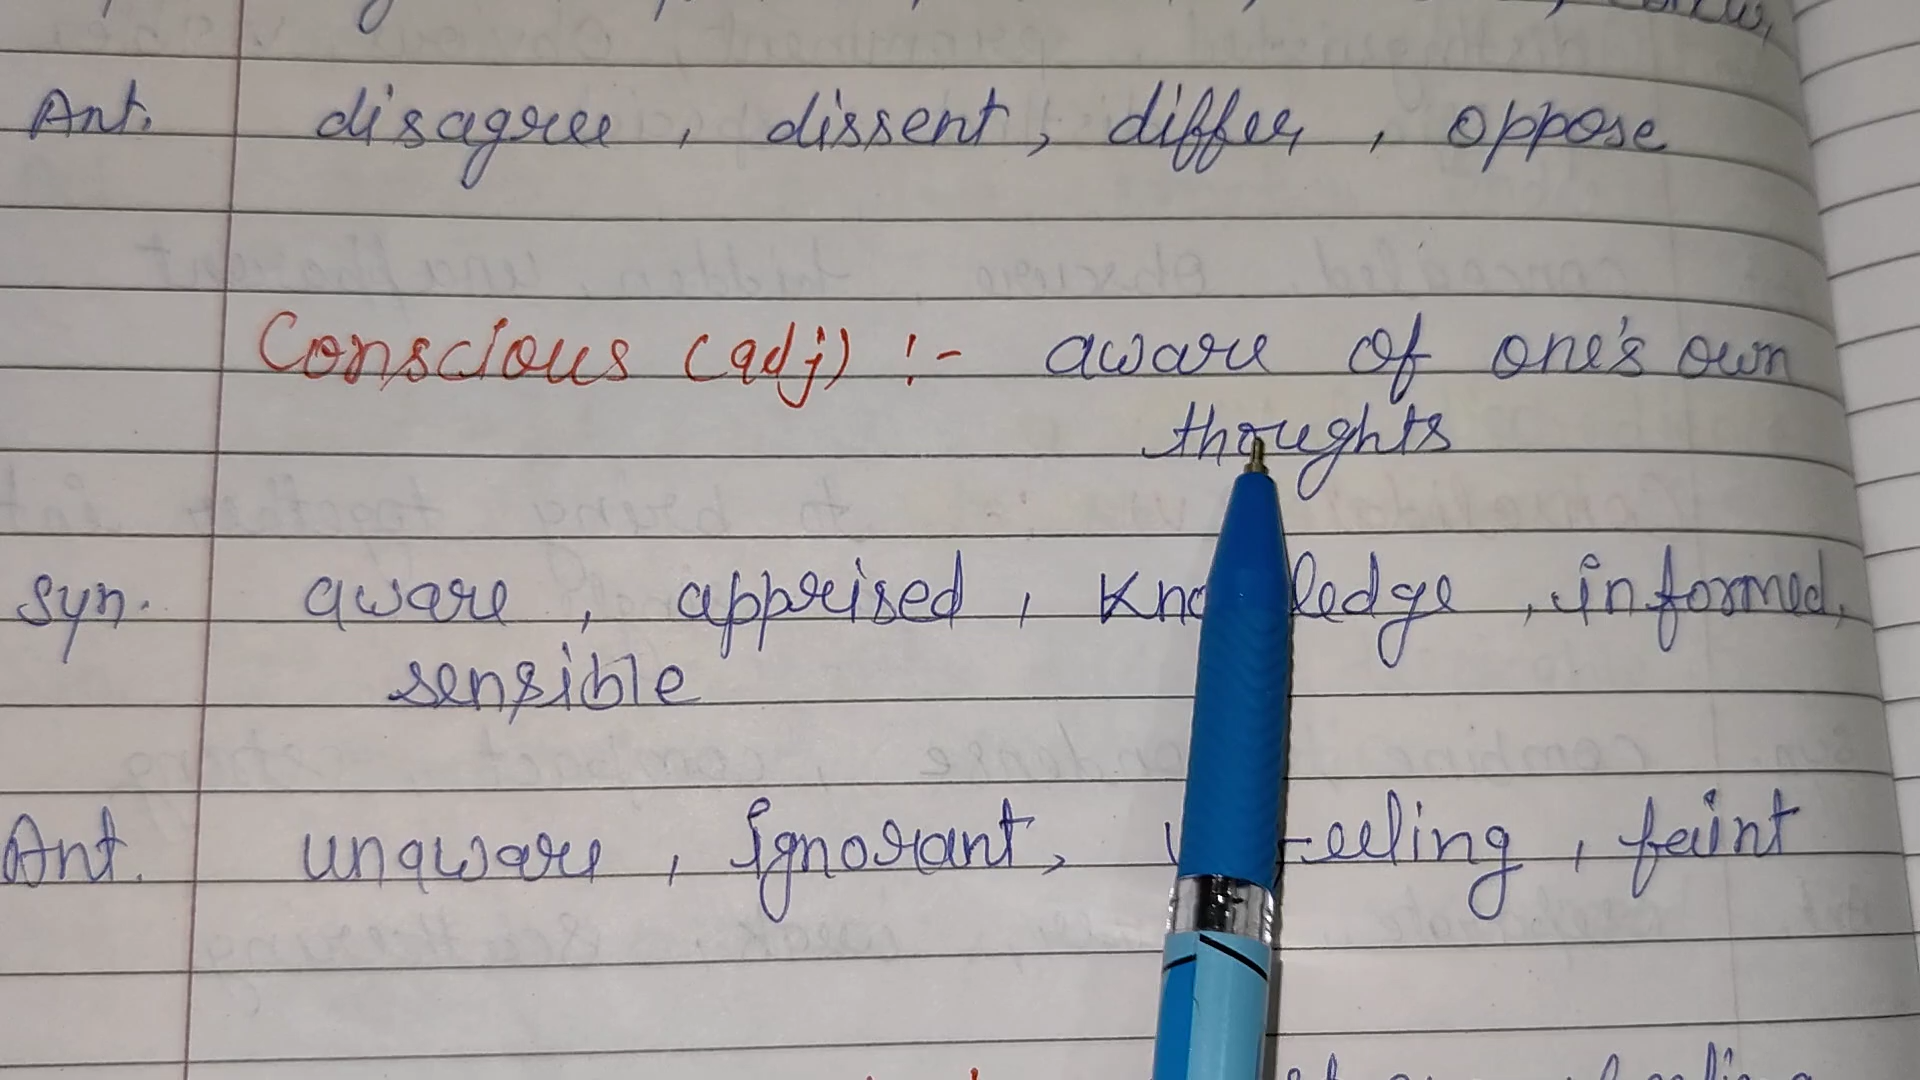 Ant. disagree , dissent , differ , oppose
Conscious (adj) :- aware of one's own
thoughts
Syn. aware , apprised , informed,
sensible
Ant. unaware , ignorant , faint